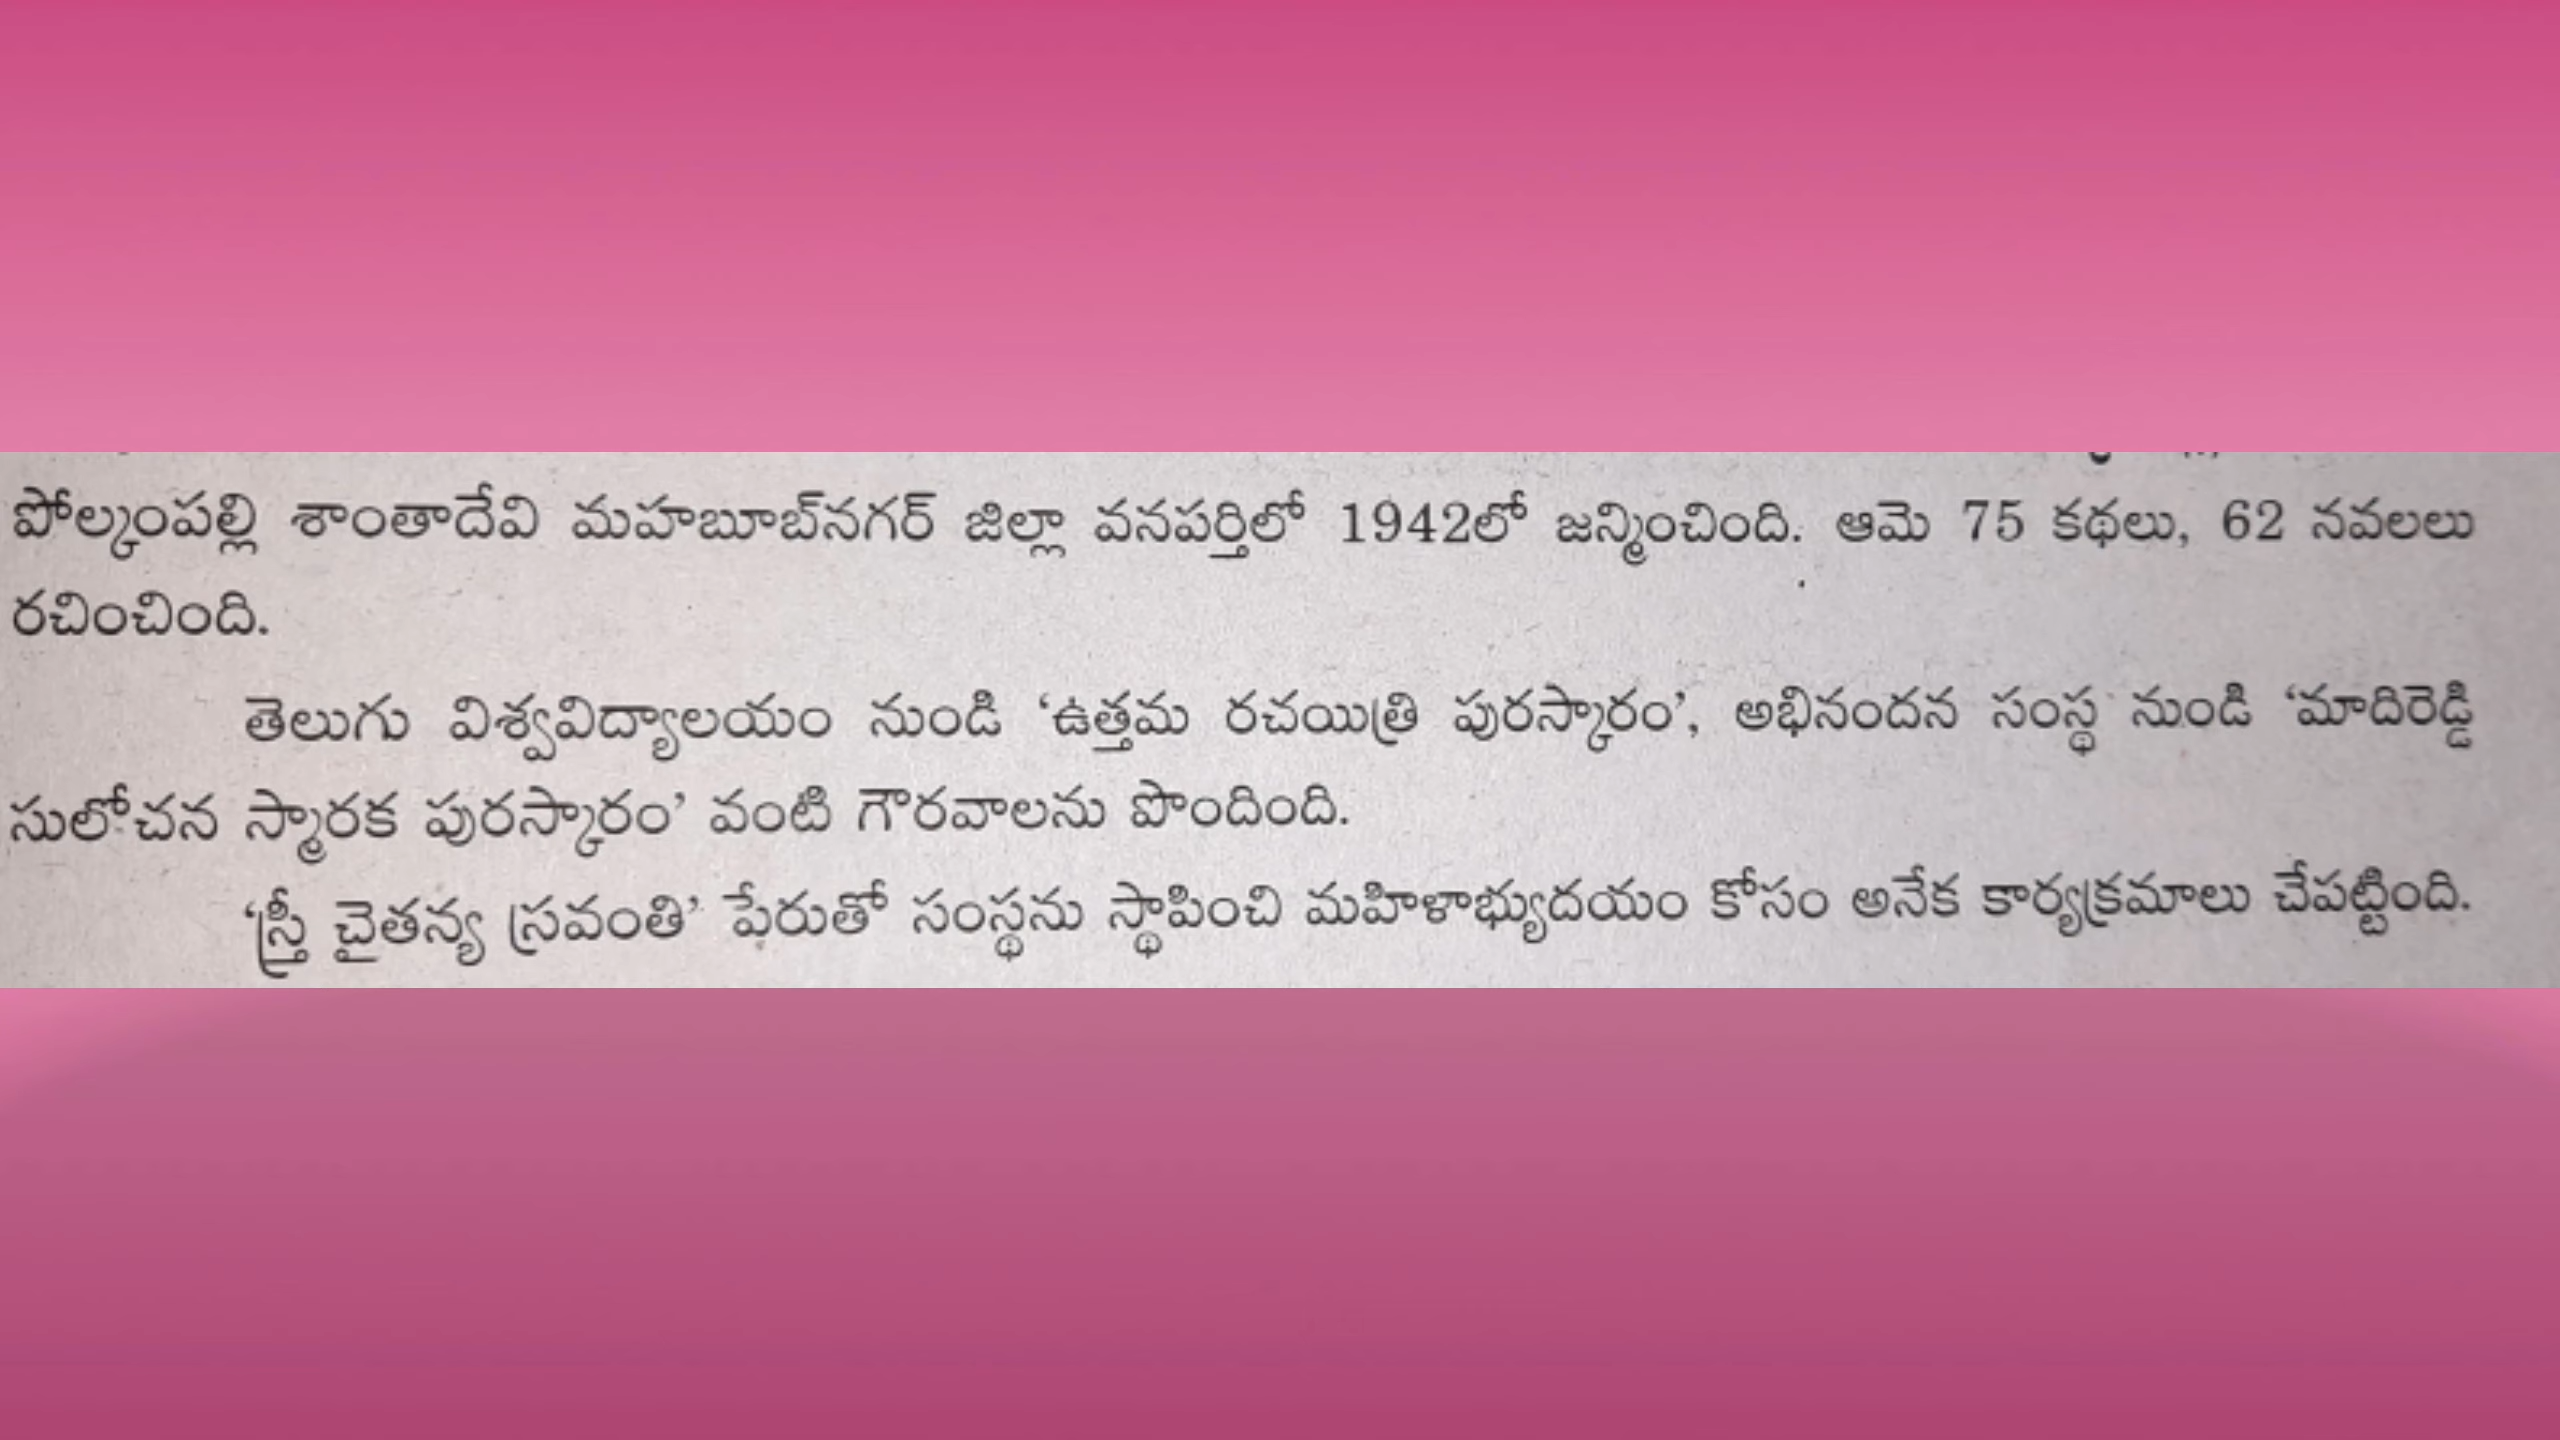 పోల్కంపల్లి శాంతాదేవి మహబూబ్‌నగర్ జిల్లా వనపర్తిలో 1942లో జన్మించింది. ఆమె 75 కథలు, 62 నవలలు
రచించింది.
తెలుగు విశ్వవిద్యాలయం నుండి ‘ఉత్తమ రచయిత్రి పురస్కారం’, అభినందన సంస్థ నుండి ‘మాదిరెడ్డి
సులోచన స్మారక పురస్కారం’ వంటి గౌరవాలను పొందింది.
‘స్త్రీ చైతన్య స్రవంతి’ పేరుతో సంస్థను స్థాపించి మహిళాభ్యుదయం కోసం అనేక కార్యక్రమాలు చేపట్టింది.